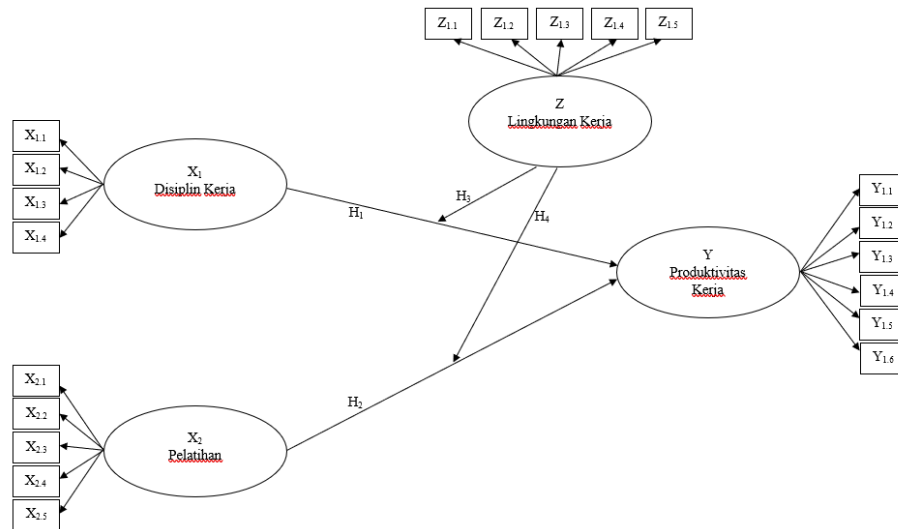 Z₁.₁
Z₁.₂
Z₁.₃
Z₁.₄
Z₁.₅
Z
Lingkungan Kerja
X₁.₁
X₁.₂
X₁.₃
X₁.₄
X₁
Disiplin Kerja
H₁
H₃
H₄
Y
Produktivitas
Kerja
Y₁.₁
Y₁.₂
Y₁.₃
Y₁.₄
Y₁.₅
Y₁.₆
X₂.₁
X₂.₂
X₂.₃
X₂.₄
X₂.₅
X₂
Pelatihan
H₂